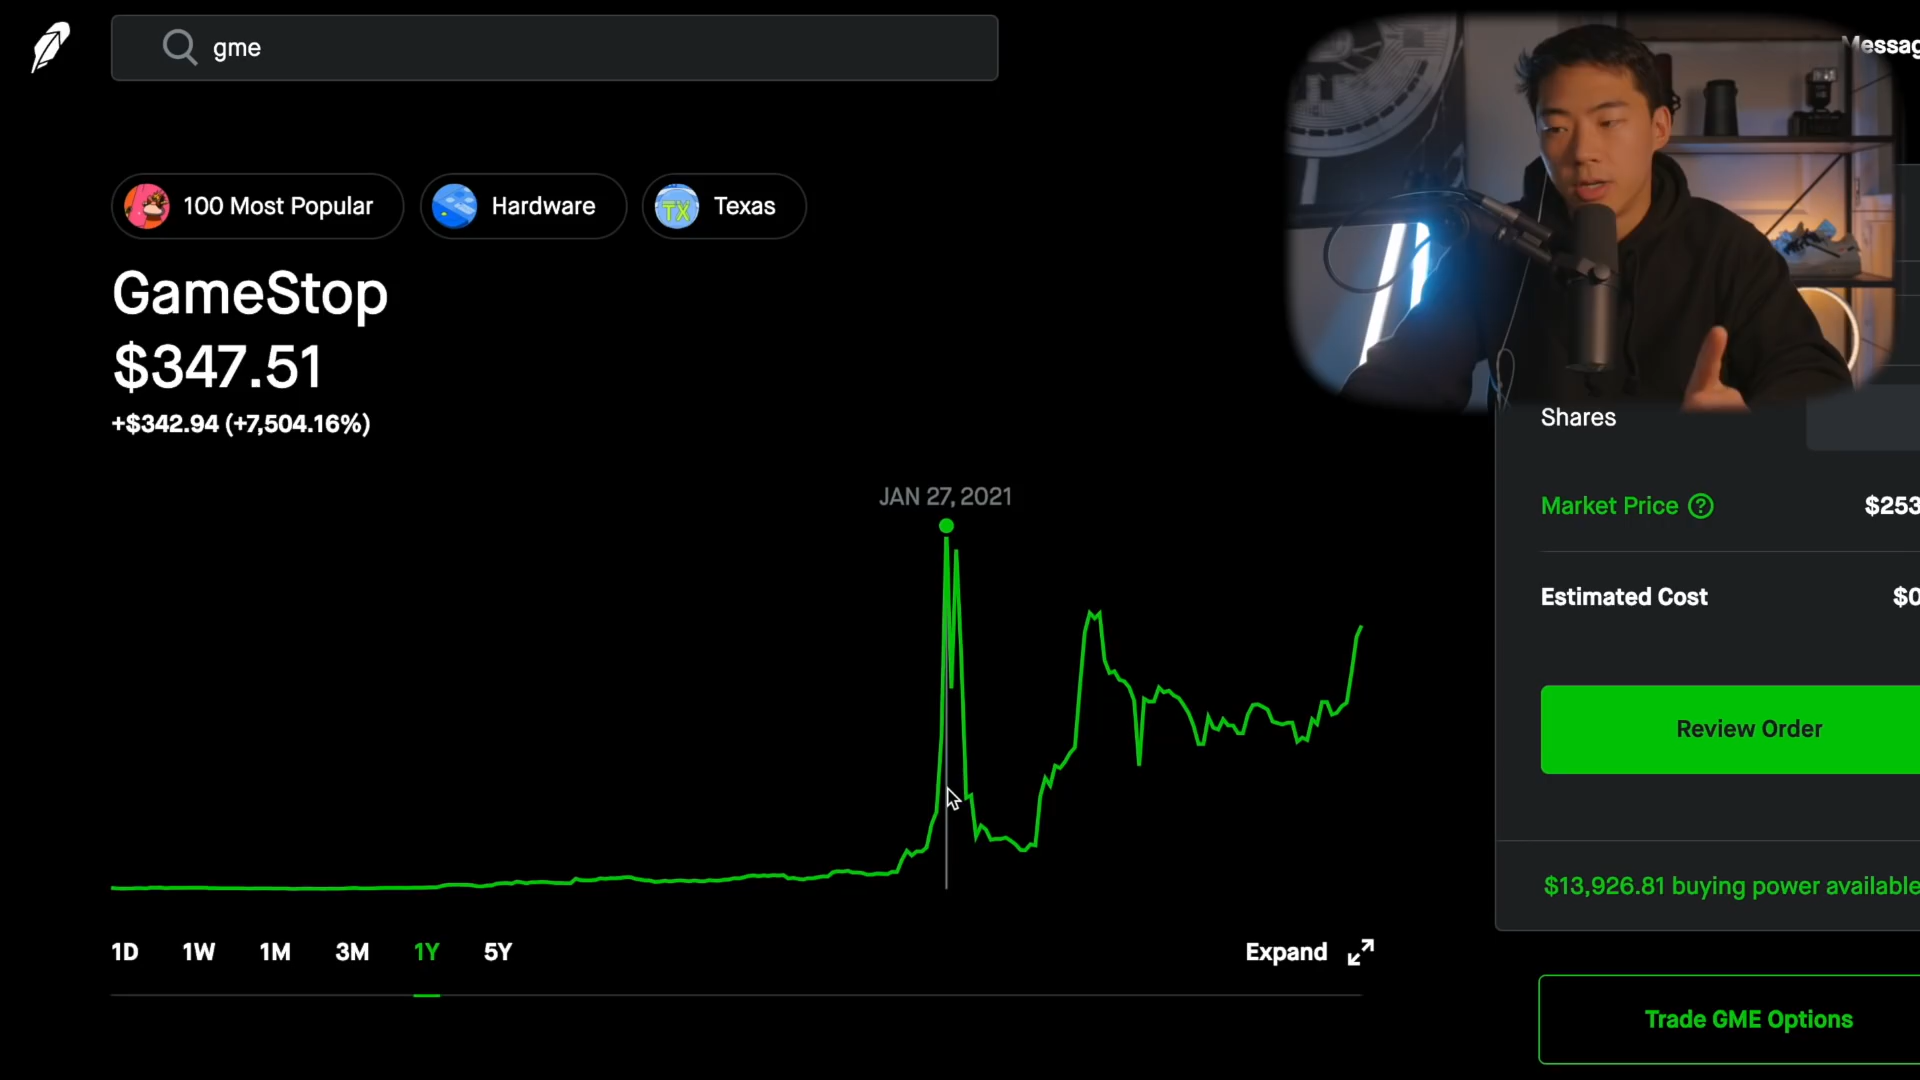 gme
Messag
100 Most Popular
Hardware
TX
Texas
GameStop
$347.51
+$342.94 (+7,504.16%)
JAN 27, 2021
1D
1W
1M
3M
1Y
5Y
Expand
Shares
Market Price ?
$253
Estimated Cost
$0
Review Order
$13,926.81 buying power available
Trade GME Options